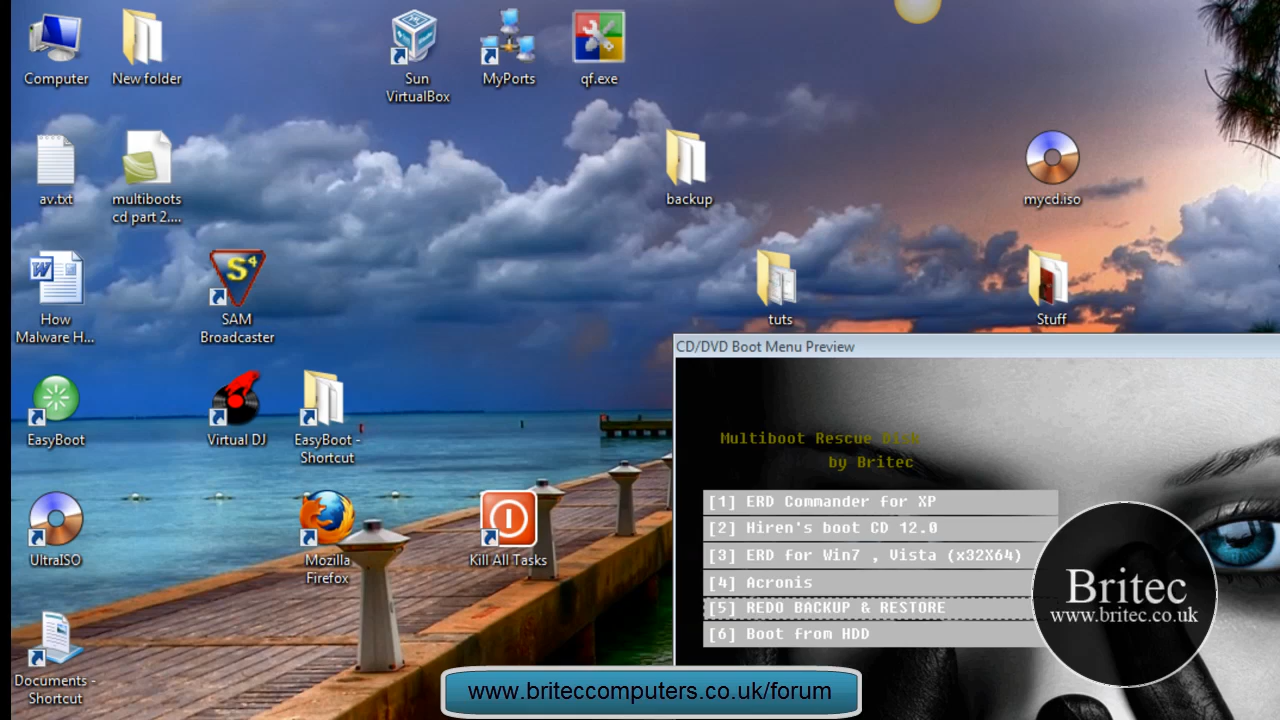 Computer
New folder
Sun
VirtualBox
MyPorts
qf.exe
av.txt
multiboots
cd part 2....
backup
mycd.iso
How
Malware H...
SAM
Broadcaster
tuts
Stuff
EasyBoot
Virtual DJ
EasyBoot -
Shortcut
UltraISO
Mozilla
Firefox
Kill All Tasks
Documents -
Shortcut
CD/DVD Boot Menu Preview
Multiboot Rescue Disk
by Britec
[1] ERD Commander for XP
[2] Hiren's boot CD 12.0
[3] ERD for Win7 , Vista (x32X64)
[4] Acronis
[5] REDO BACKUP & RESTORE
[6] Boot from HDD
Britec
www.britec.co.uk
www.briteccomputers.co.uk/forum